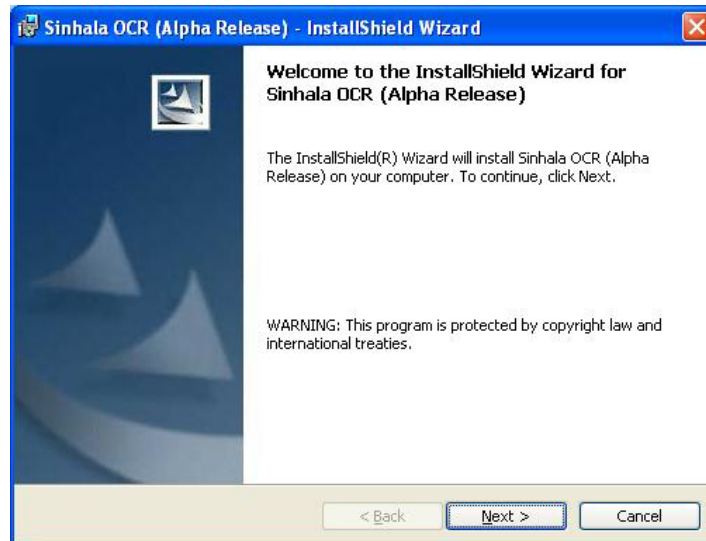 Sinhala OCR (Alpha Release) - InstallShield Wizard
Welcome to the InstallShield Wizard for
Sinhala OCR (Alpha Release)
The InstallShield(R) Wizard will install Sinhala OCR (Alpha
Release) on your computer. To continue, click Next.
WARNING: This program is protected by copyright law and
international treaties.
< Back Next > Cancel